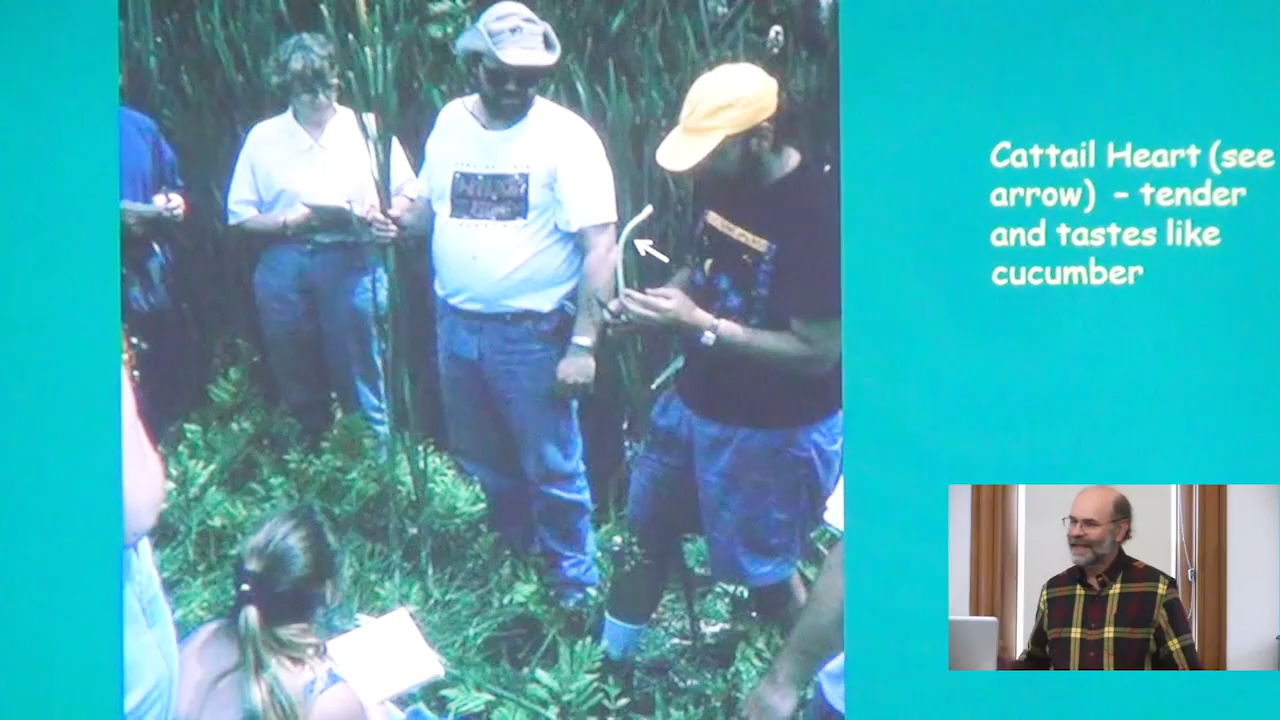 Cattail Heart (see
arrow) – tender
and tastes like
cucumber